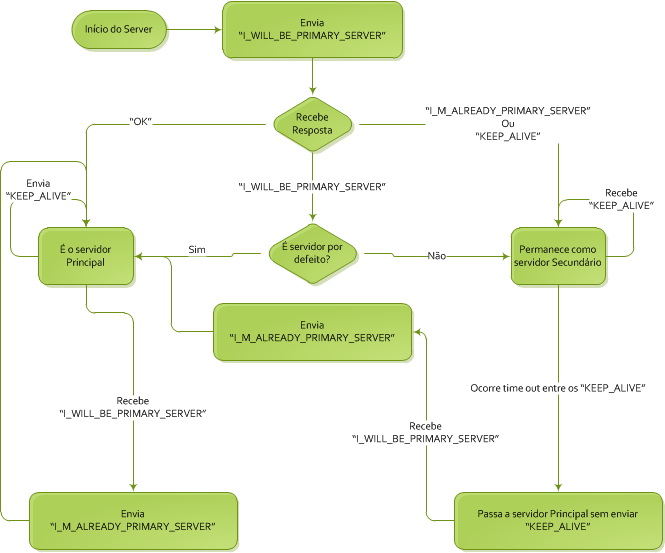 Início do Server
Envia
"I_WILL_BE_PRIMARY_SERVER"
Recebe
Resposta
"OK"
"I_M_ALREADY_PRIMARY_SERVER"
Ou
"KEEP_ALIVE"
Envia
"KEEP_ALIVE"
"I_WILL_BE_PRIMARY_SERVER"
Recebe
"KEEP_ALIVE"
É o servidor
Principal
Sim
É servidor por
defeito?
Não
Permanece como
servidor Secundário
Envia
"I_M_ALREADY_PRIMARY_SERVER"
Ocorre time out entre os "KEEP_ALIVE"
Recebe
"I_WILL_BE_PRIMARY_SERVER"
Recebe
"I_WILL_BE_PRIMARY_SERVER"
Envia
"I_M_ALREADY_PRIMARY_SERVER"
Passa a servidor Principal sem enviar
"KEEP_ALIVE"